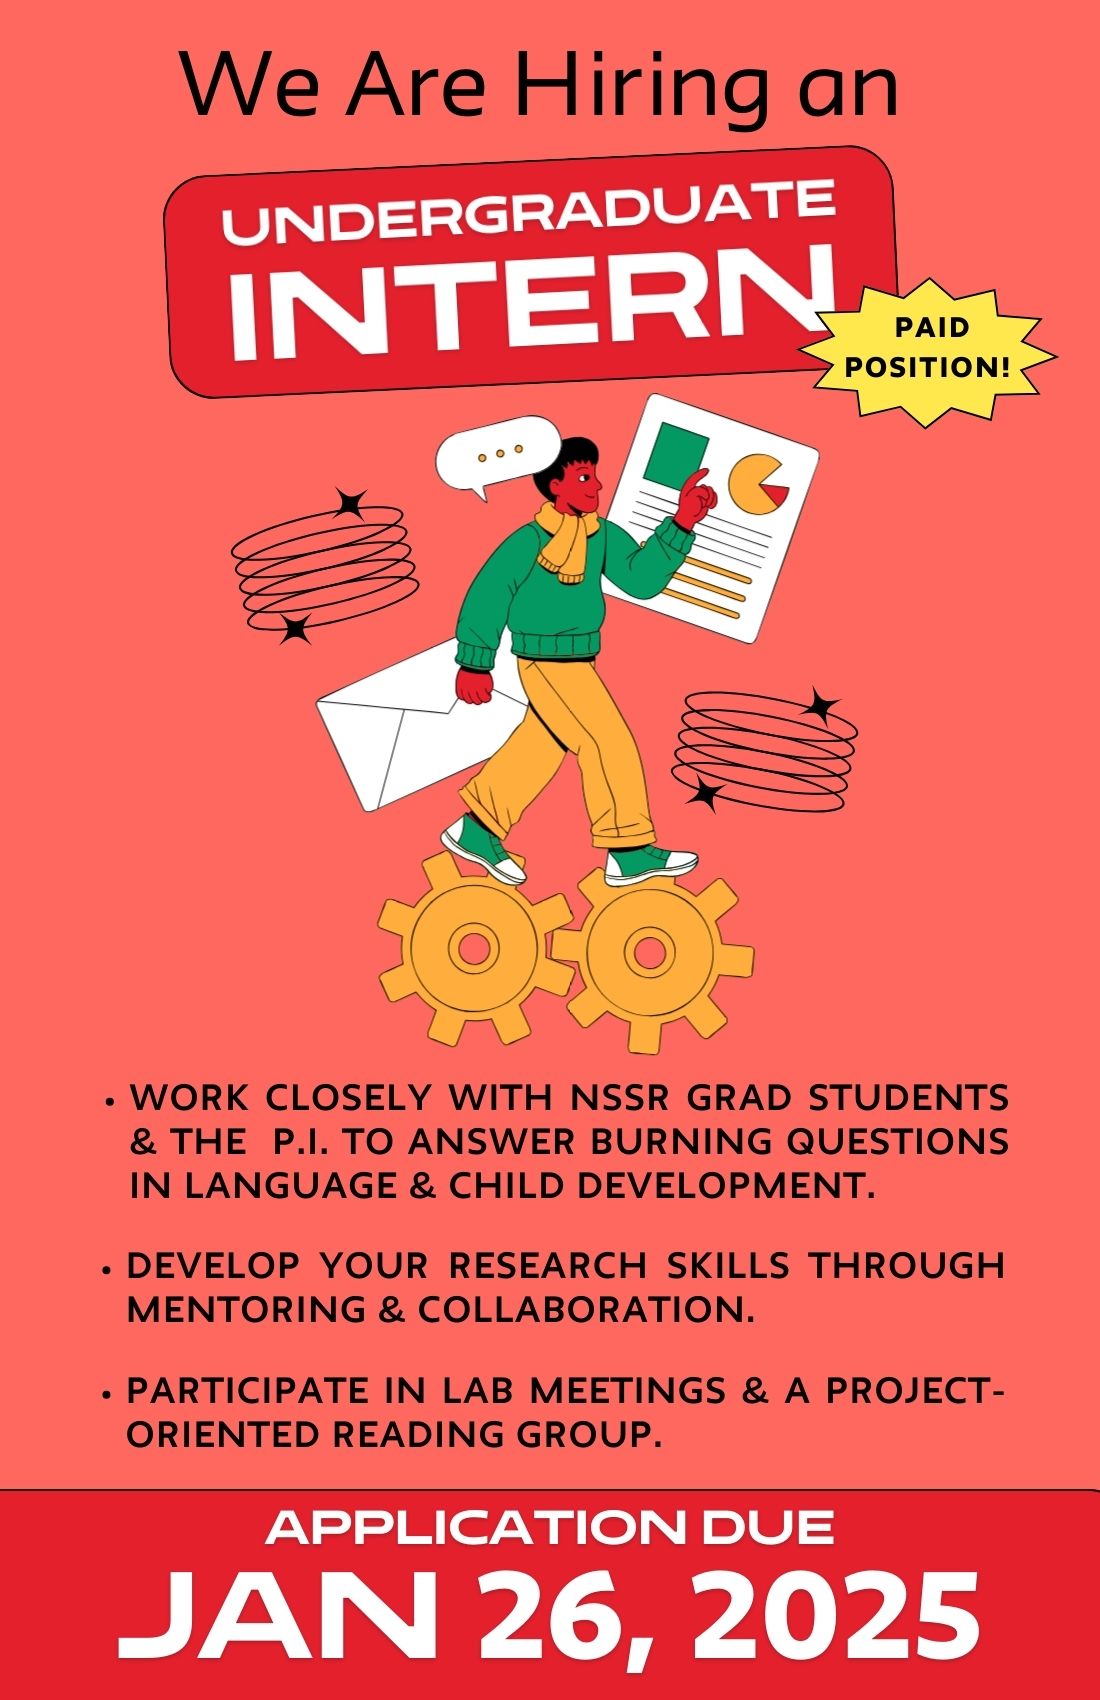 We Are Hiring an
UNDERGRADUATE
INTERN
PAID
POSITION!
• WORK CLOSELY WITH NSSR GRAD STUDENTS
& THE P.I. TO ANSWER BURNING QUESTIONS
IN LANGUAGE & CHILD DEVELOPMENT.
• DEVELOP YOUR RESEARCH SKILLS THROUGH
MENTORING & COLLABORATION.
• PARTICIPATE IN LAB MEETINGS & A PROJECT-
ORIENTED READING GROUP.
APPLICATION DUE
JAN 26, 2025